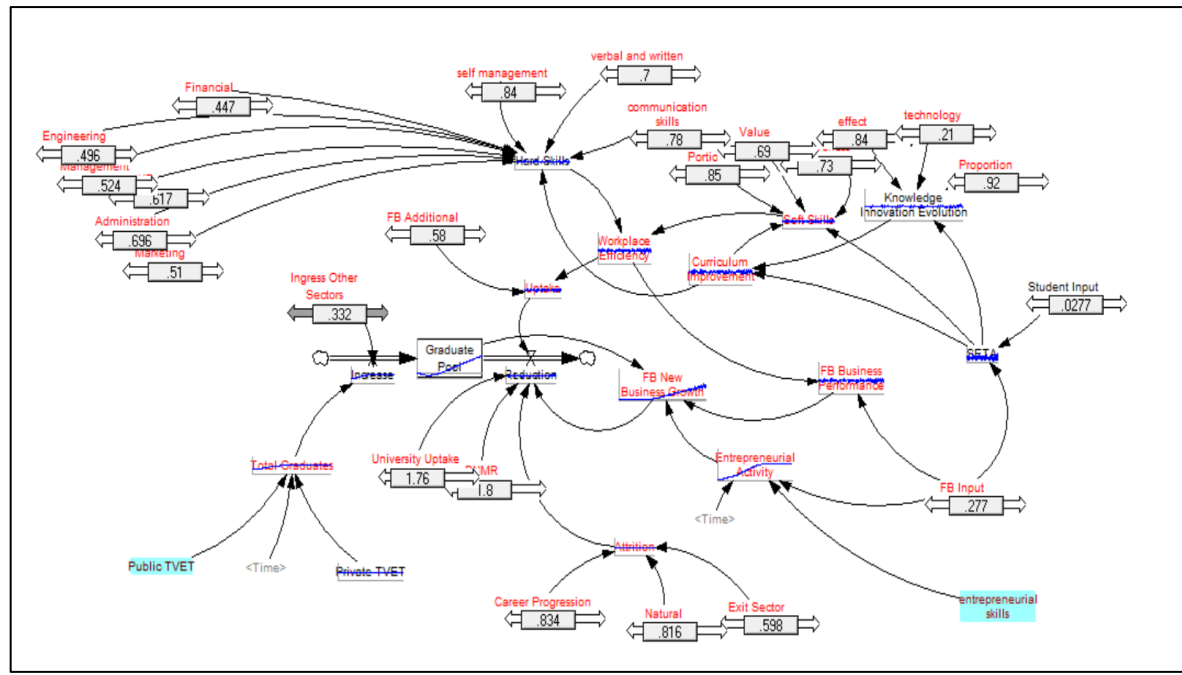 verbal and written
.7
self management
.84
Financial
.447
communication
skills
.78
Value
.69
effect
.84
technology
.21
Engineering
.496
Management
.524
.617
Portio
.85
.73
Proportion
.92
Hard Skills
Knowledge
Innovation Evolution
Administration
.696
Marketing
.51
FB Additional
.58
Soft Skills
Workplace
Efficiency
Curriculum
Improvement
Ingress Other
Sectors
.332
Uptake
Student Input
.0277
Graduate
Pool
Increase
Reduction
SETA
FB New
Business Growth
FB Business
Performance
Total Graduates
University Uptake
1.76
1.8
Entrepreneurial
Activity
FB Input
.277
<Time>
Public TVET
<Time>
Private TVET
Attrition
Career Progression
.834
Natural
.816
Exit Sector
.598
entrepreneurial
skills